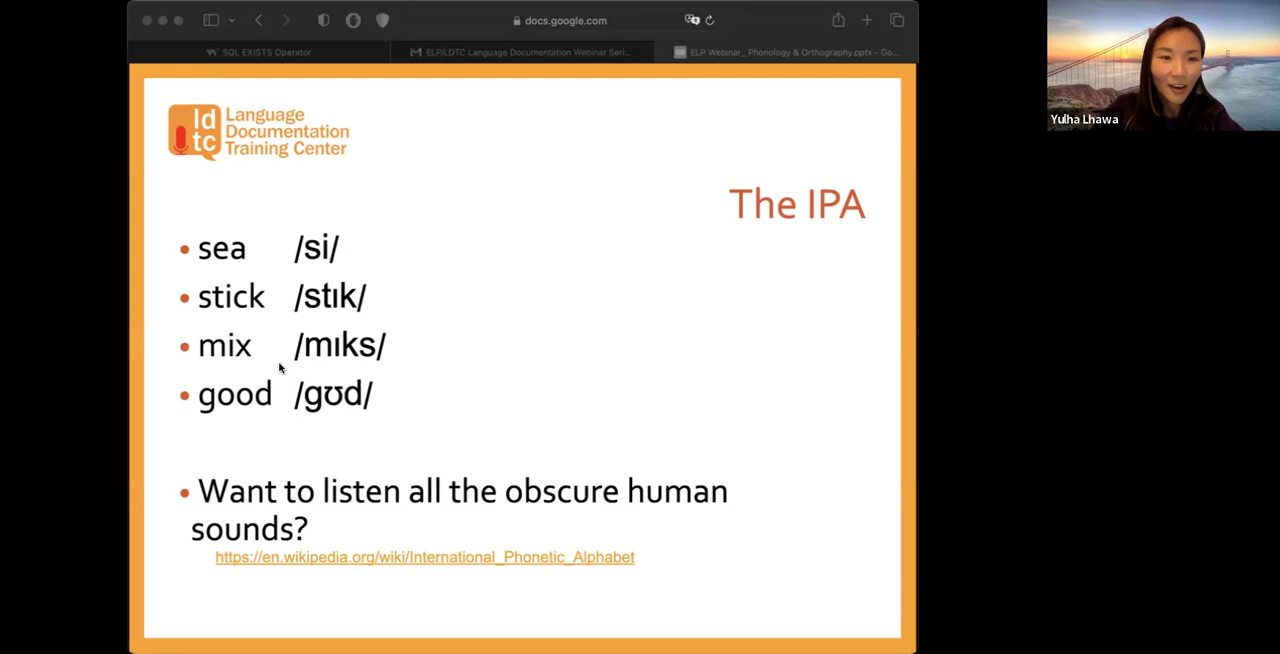 docs.google.com
SQL EXISTS Operator
ELP/LDTC Language Documentation Webinar Seri...
ELP Webinar_ Phonology & Orthography.pptx - Go...
Yulha Lhawa
ld
tc
Language
Documentation
Training Center
The IPA
• sea /si/
• stick /stɪk/
• mix /mɪks/
• good /gʊd/
• Want to listen all the obscure human
sounds?
https://en.wikipedia.org/wiki/International_Phonetic_Alphabet